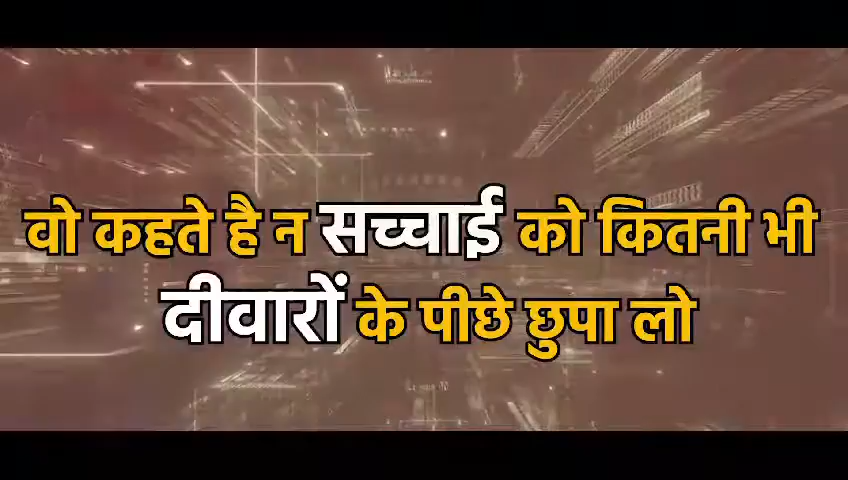 वो कहते है न सच्चाई को कितनी भी
दीवारों के पीछे छुपा लो